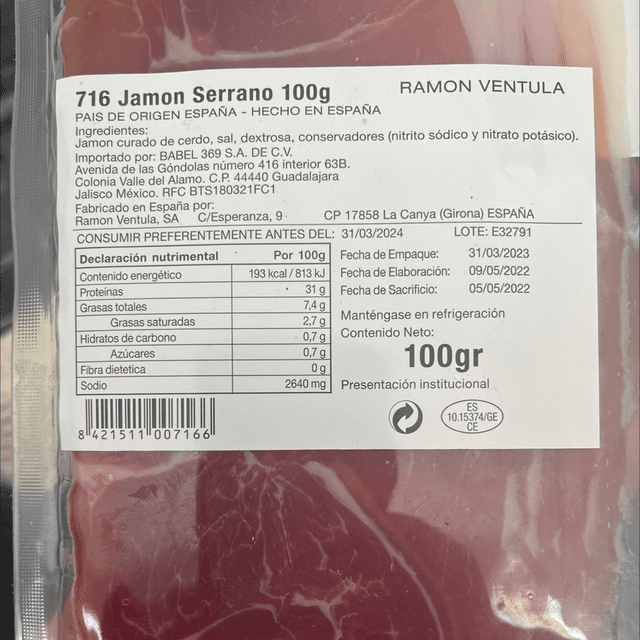 716 Jamon Serrano 100g
RAMON VENTULA
PAIS DE ORIGEN ESPAÑA - HECHO EN ESPAÑA
Ingredientes:
Jamon curado de cerdo, sal, dextrosa, conservadores (nitrito sódico y nitrato potásico).
Importado por: BABEL 369 S.A. DE C.V.
Avenida de las Góndolas número 416 interior 63B.
Colonia Valle del Alamo. C.P. 44440 Guadalajara
Jalisco México. RFC BTS180321FC1
Fabricado en España por:
Ramon Ventula, SA C/Esperanza, 9 CP 17858 La Canya (Girona) ESPAÑA
CONSUMIR PREFERENTEMENTE ANTES DEL: 31/03/2024 LOTE: E32791
Declaración nutrimental Por 100g
Contenido energético 193 kcal / 813 kJ
Proteínas 31 g
Grasas totales 7,4 g
Grasas saturadas 2,7 g
Hidratos de carbono 0,7 g
Azúcares 0,7 g
Fibra dietetica 0 g
Sodio 2640 mg
Fecha de Empaque: 31/03/2023
Fecha de Elaboración: 09/05/2022
Fecha de Sacrificio: 05/05/2022
Manténgase en refrigeración
Contenido Neto:
100gr
Presentación institucional
8 421511 007166
ES
10.15374/GE
CE